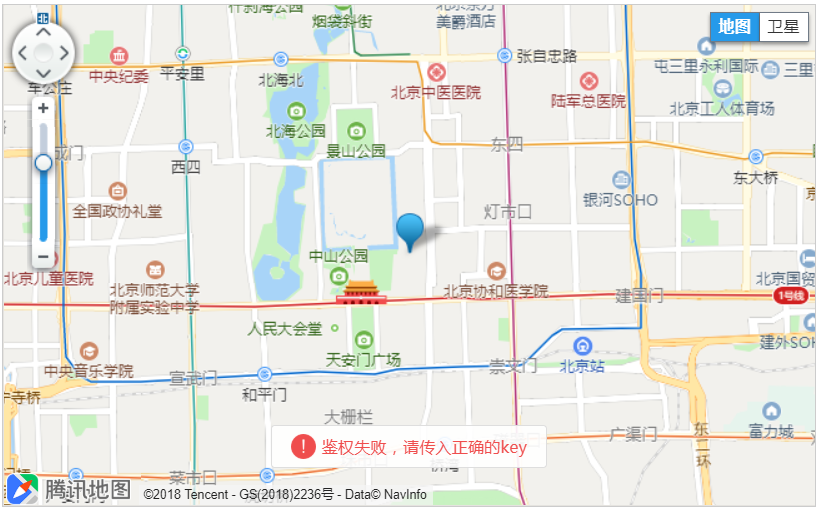 北
什刹海公园
烟袋斜街
北京东方
美爵酒店
地图
卫星
中央纪委
平安里
北海北
张自忠路
屯三里永利国际
三里
车公庄
北京中医医院
陆军总医院
北京工人体育场
北海公园
景山公园
东四
成门
西四
东大桥
全国政协礼堂
银河SOHO
灯市口
中山公园
北京儿童医院
北京师范大学
附属实验中学
北京协和医学院
建国门
北京国贸
1号线
人民大会堂
天安门广场
建外SOH
中央音乐学院
宣武门
和平门
崇文门
北京站
宁寺桥
大栅栏
广渠门
东二环
富力城
鉴权失败，请传入正确的key
菜市口
腾讯地图
©2018 Tencent - GS(2018)2236号 - Data© NavInfo